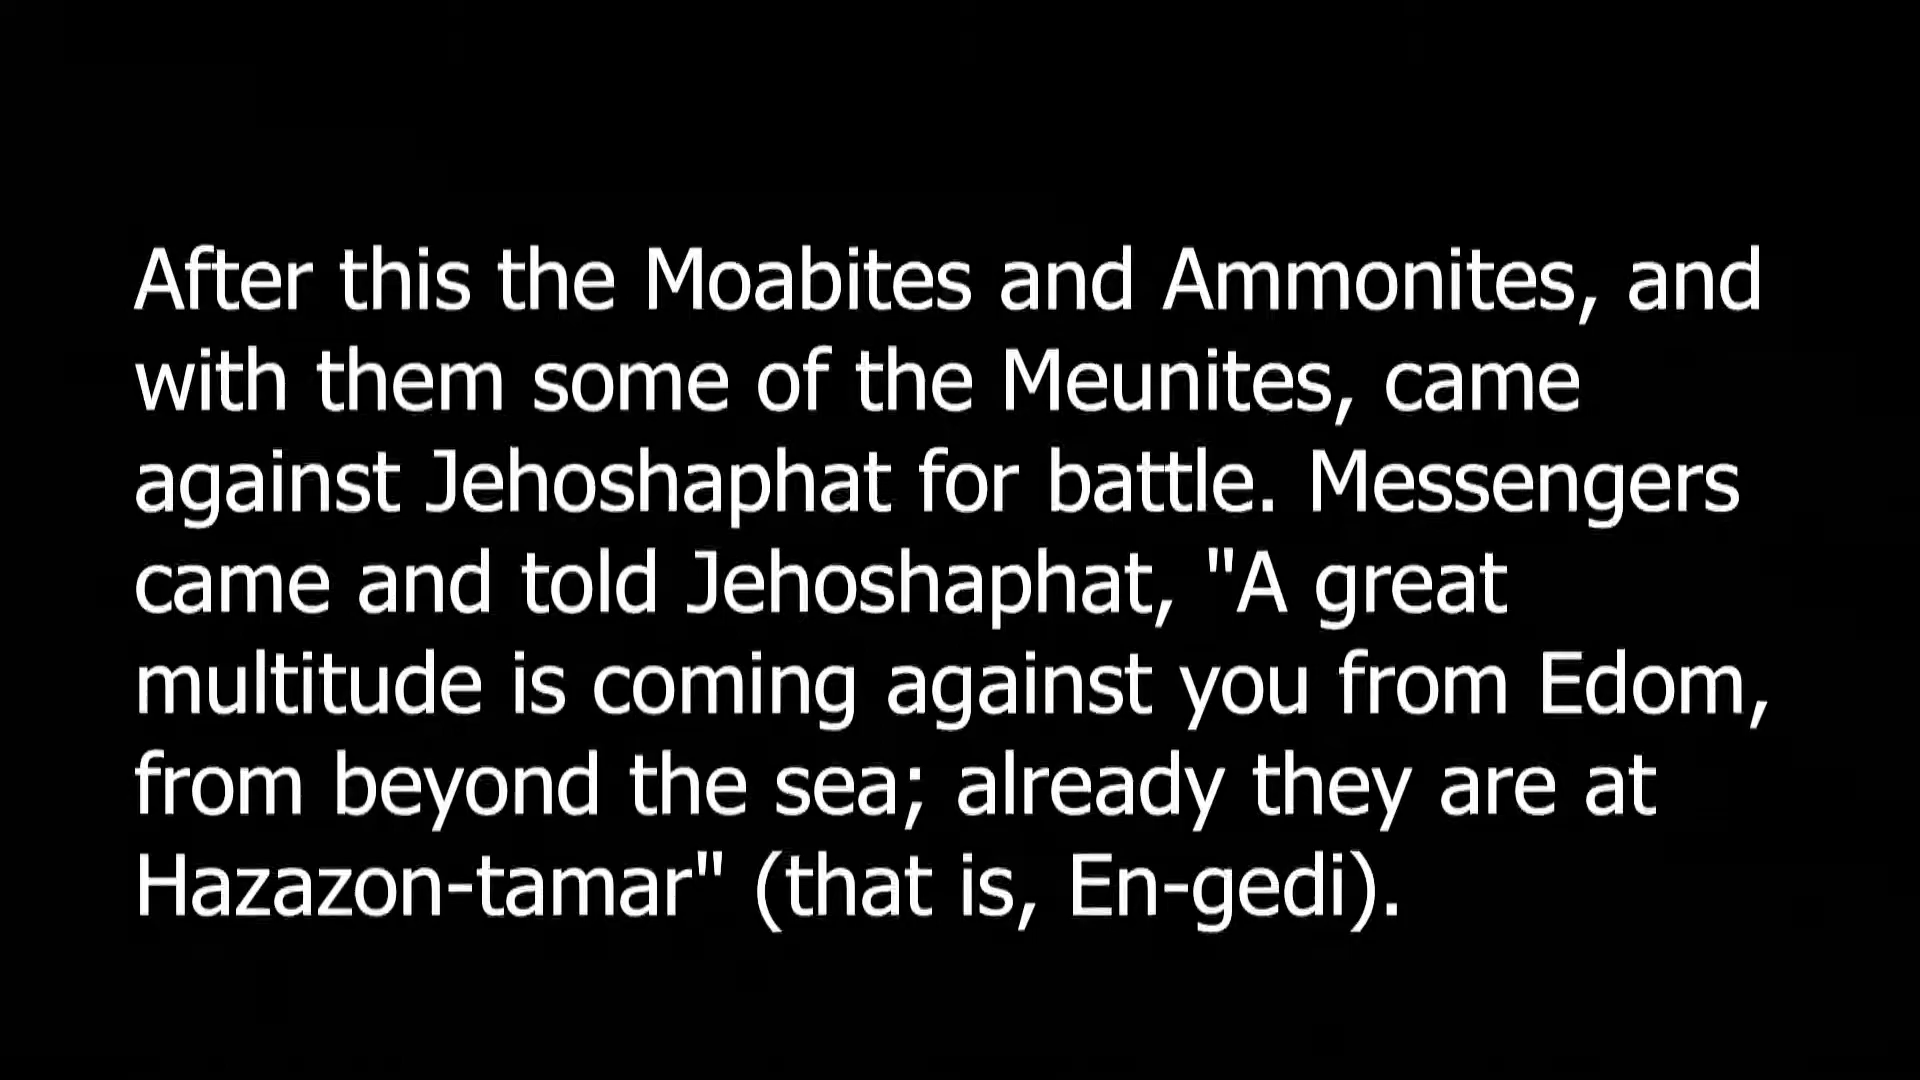 After this the Moabites and Ammonites, and
with them some of the Meunites, came
against Jehoshaphat for battle. Messengers
came and told Jehoshaphat, "A great
multitude is coming against you from Edom,
from beyond the sea; already they are at
Hazazon-tamar" (that is, En-gedi).